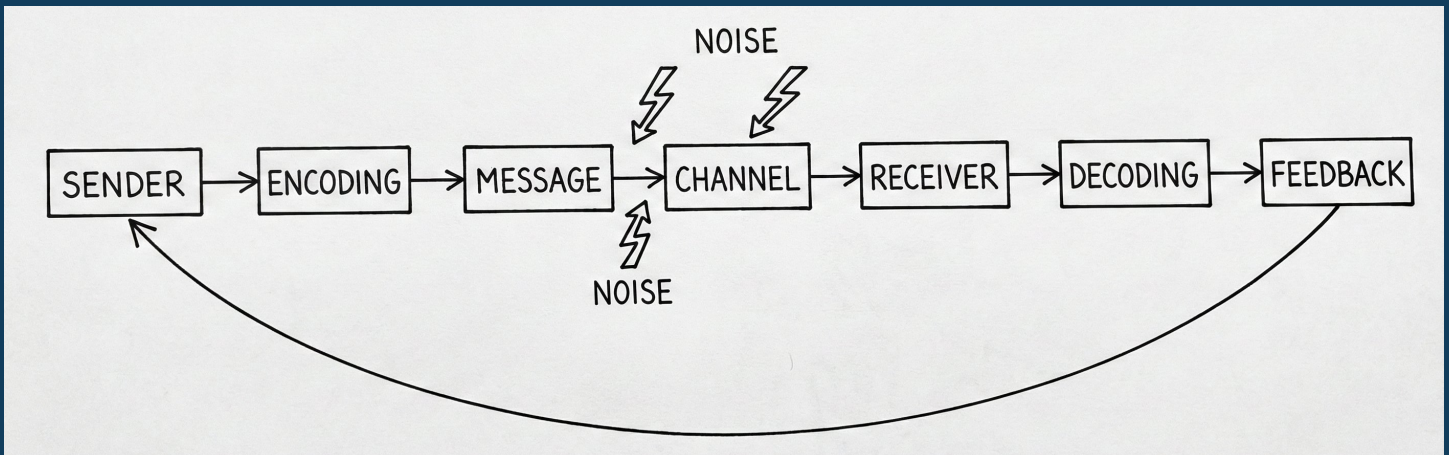 NOISE
SENDER ENCODING MESSAGE CHANNEL RECEIVER DECODING FEEDBACK
NOISE